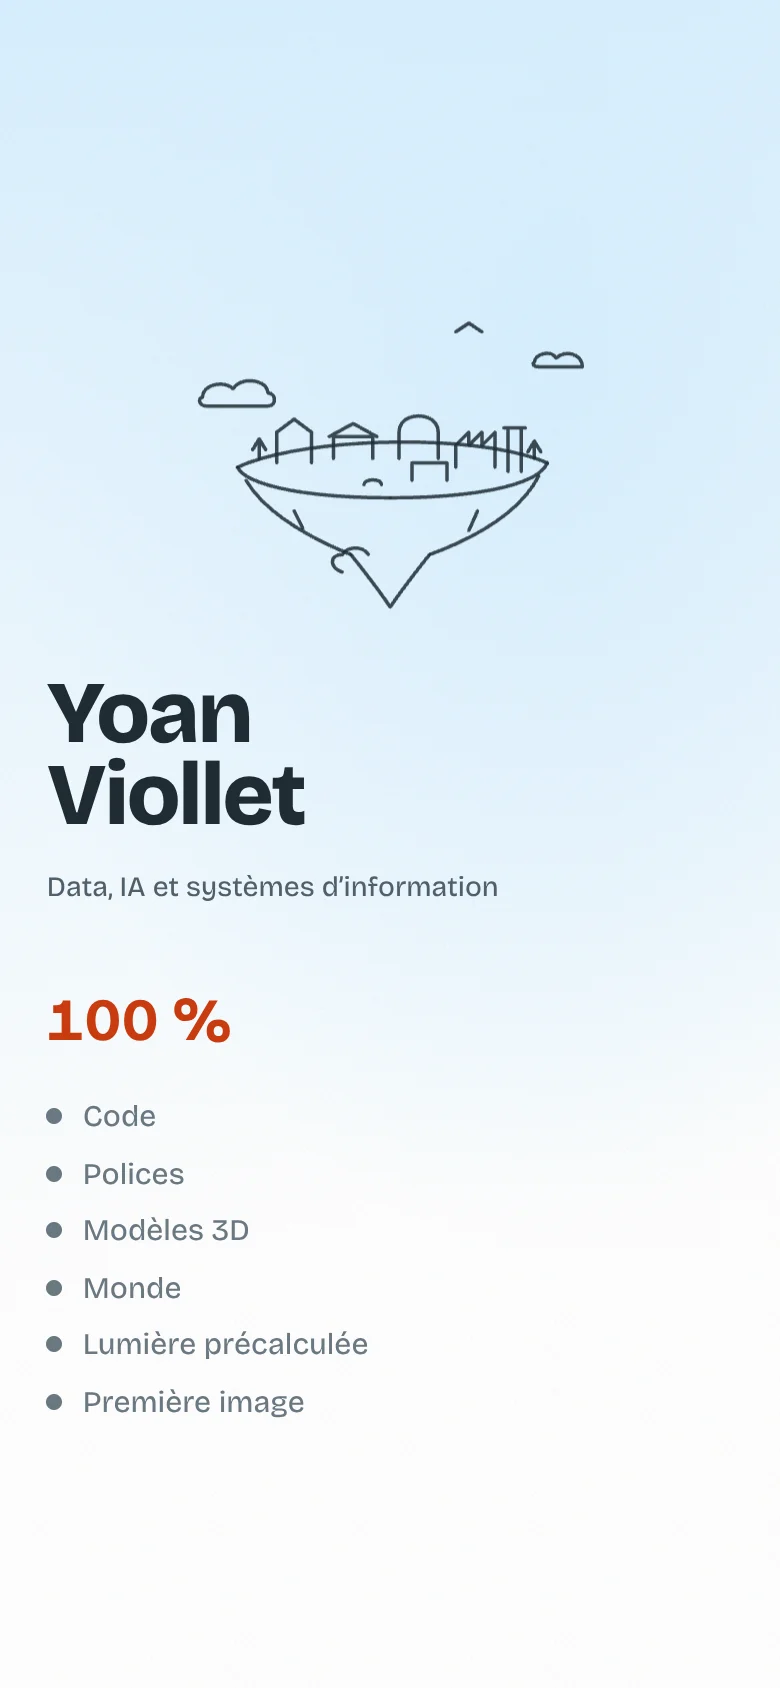 Yoan
Viollet
Data, IA et systèmes d’information
100 %
Code
Polices
Modèles 3D
Monde
Lumière précalculée
Première image